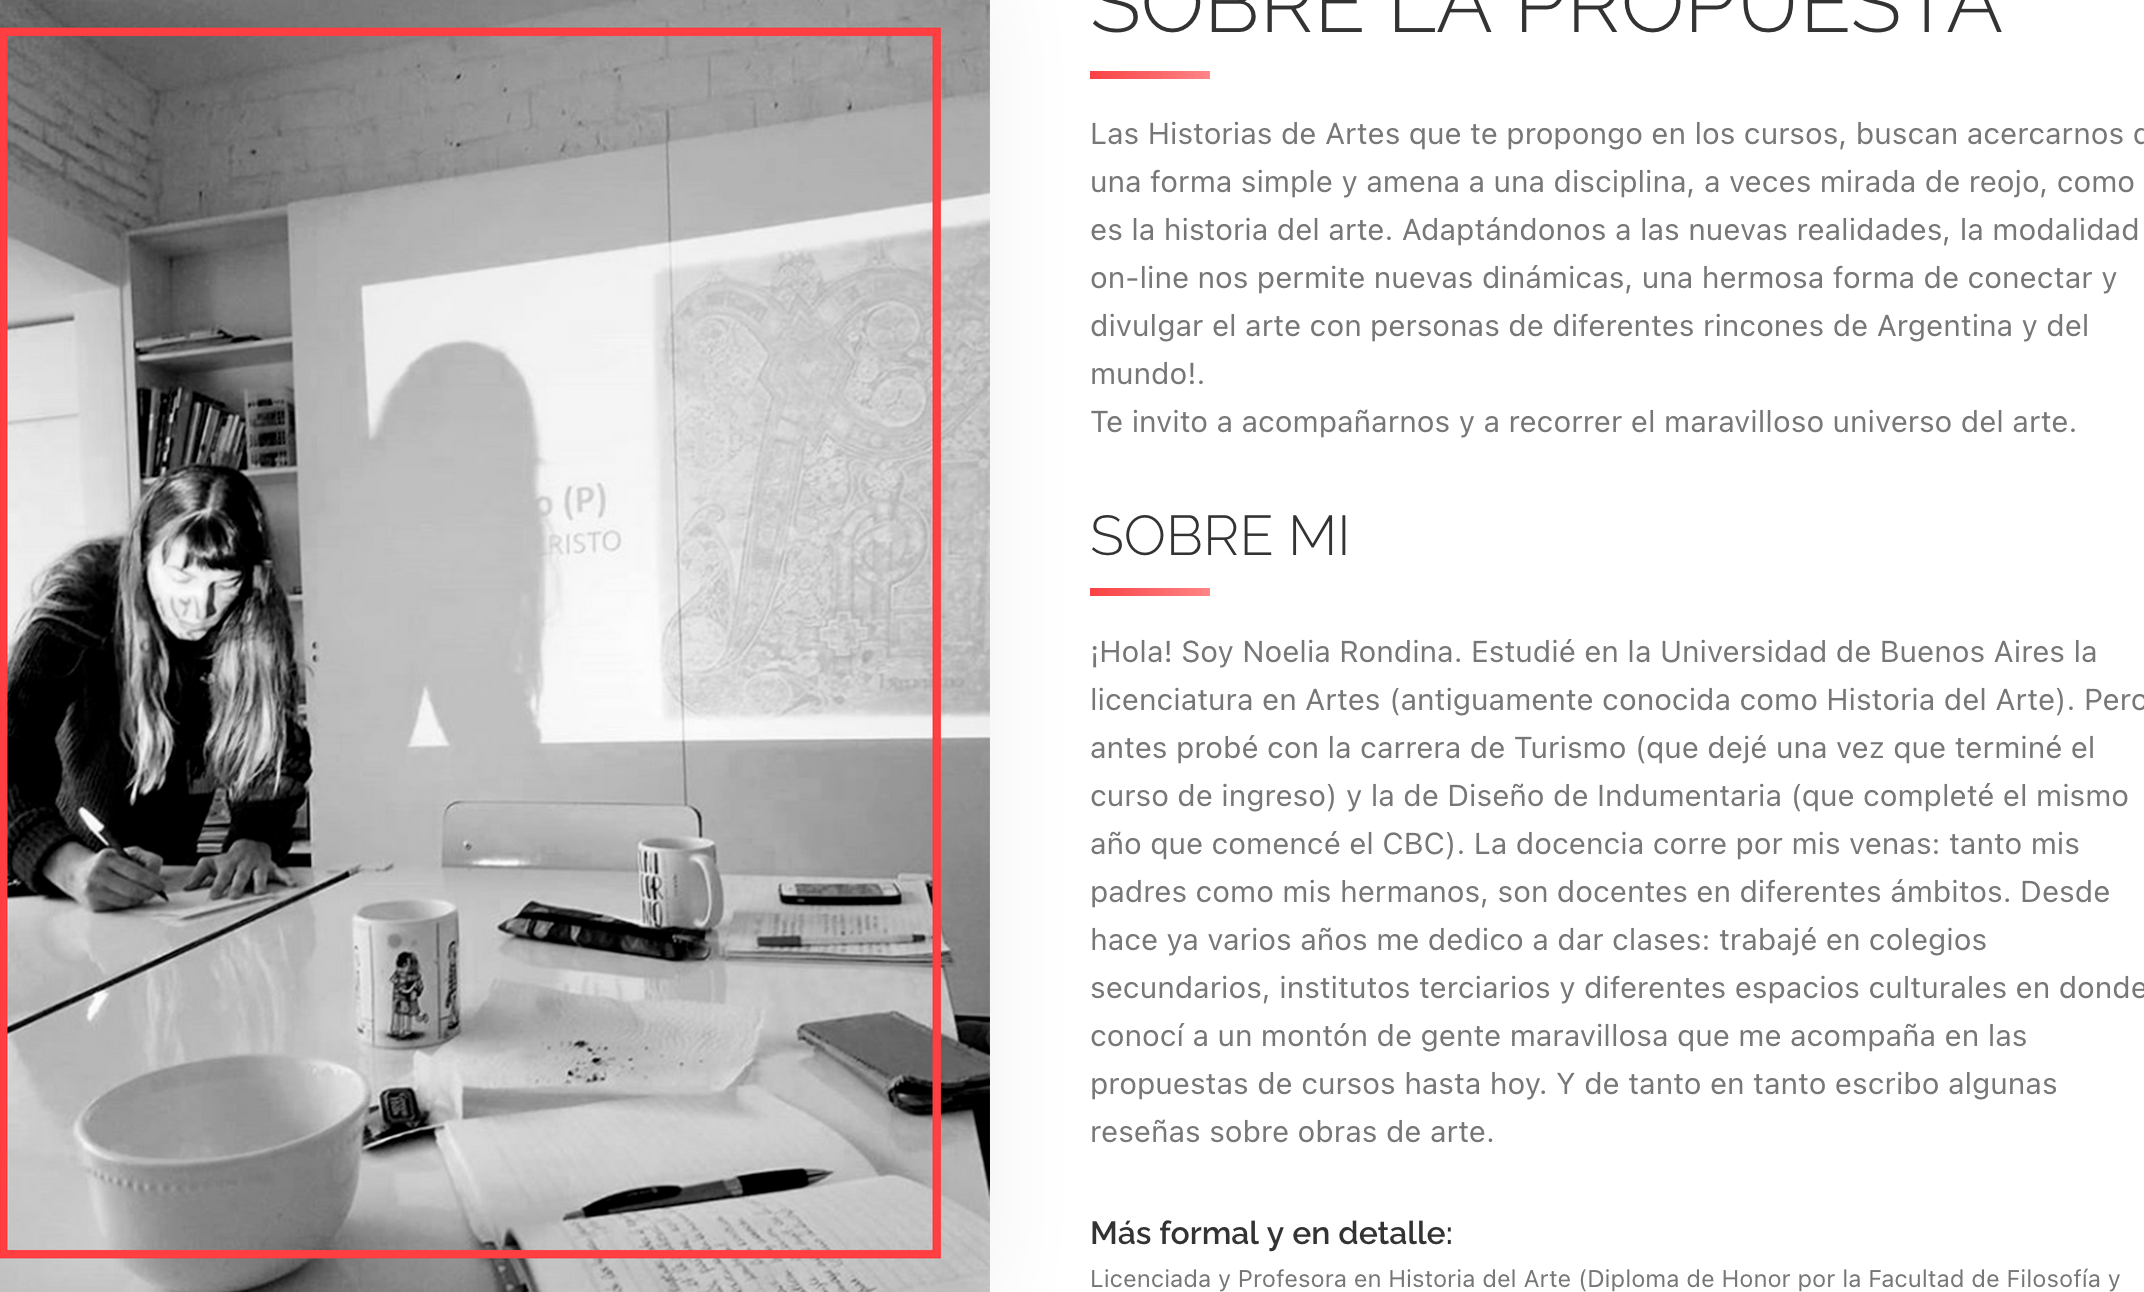 SOBRE LA PROPUESTA
Las Historias de Artes que te propongo en los cursos, buscan acercarnos
una forma simple y amena a una disciplina, a veces mirada de reojo, como
es la historia del arte. Adaptándonos a las nuevas realidades, la modalidad
on-line nos permite nuevas dinámicas, una hermosa forma de conectar y
divulgar el arte con personas de diferentes rincones de Argentina y del
mundo!.
Te invito a acompañarnos y a recorrer el maravilloso universo del arte.
SOBRE MI
¡Hola! Soy Noelia Rondina. Estudié en la Universidad de Buenos Aires la
licenciatura en Artes (antiguamente conocida como Historia del Arte). Pero
antes probé con la carrera de Turismo (que dejé una vez que terminé el
curso de ingreso) y la de Diseño de Indumentaria (que completé el mismo
año que comencé el CBC). La docencia corre por mis venas: tanto mis
padres como mis hermanos, son docentes en diferentes ámbitos. Desde
hace ya varios años me dedico a dar clases: trabajé en colegios
secundarios, institutos terciarios y diferentes espacios culturales en donde
conocí a un montón de gente maravillosa que me acompaña en las
propuestas de cursos hasta hoy. Y de tanto en tanto escribo algunas
reseñas sobre obras de arte.
Más formal y en detalle:
Licenciada y Profesora en Historia del Arte (Diploma de Honor por la Facultad de Filosofía y
o (P)
RISTO